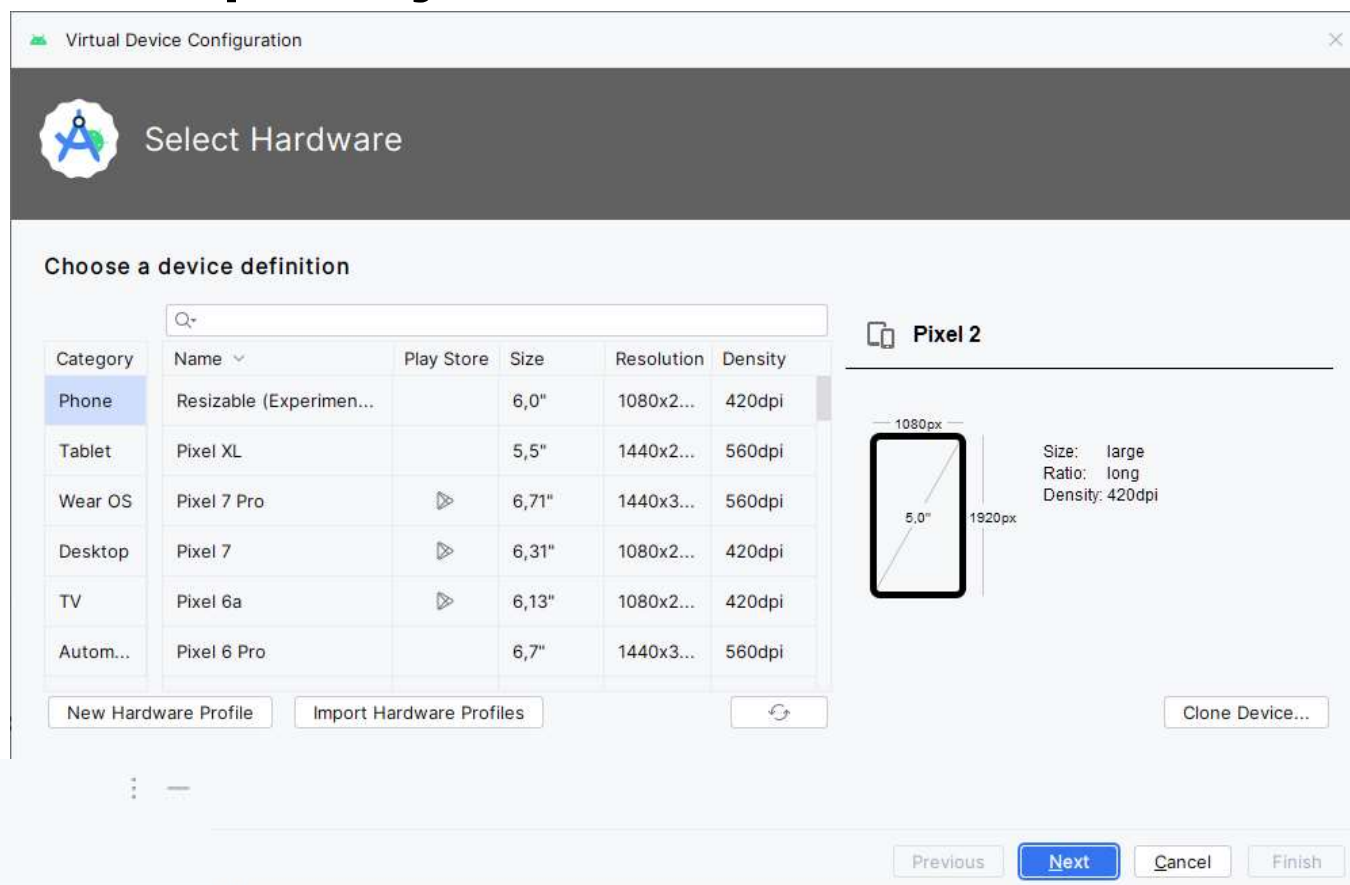 Virtual Device Configuration
Select Hardware
Choose a device definition
Category Name Play Store Size Resolution Density
Phone Resizable (Experimen... 6,0" 1080x2... 420dpi
Tablet Pixel XL 5,5" 1440x2... 560dpi
Wear OS Pixel 7 Pro 6,71" 1440x3... 560dpi
Desktop Pixel 7 6,31" 1080x2... 420dpi
TV Pixel 6a 6,13" 1080x2... 420dpi
Autom... Pixel 6 Pro 6,7" 1440x3... 560dpi
New Hardware Profile Import Hardware Profiles
Pixel 2
1080px
5,0" 1920px
Size: large
Ratio: long
Density: 420dpi
Clone Device...
Previous Next Cancel Finish